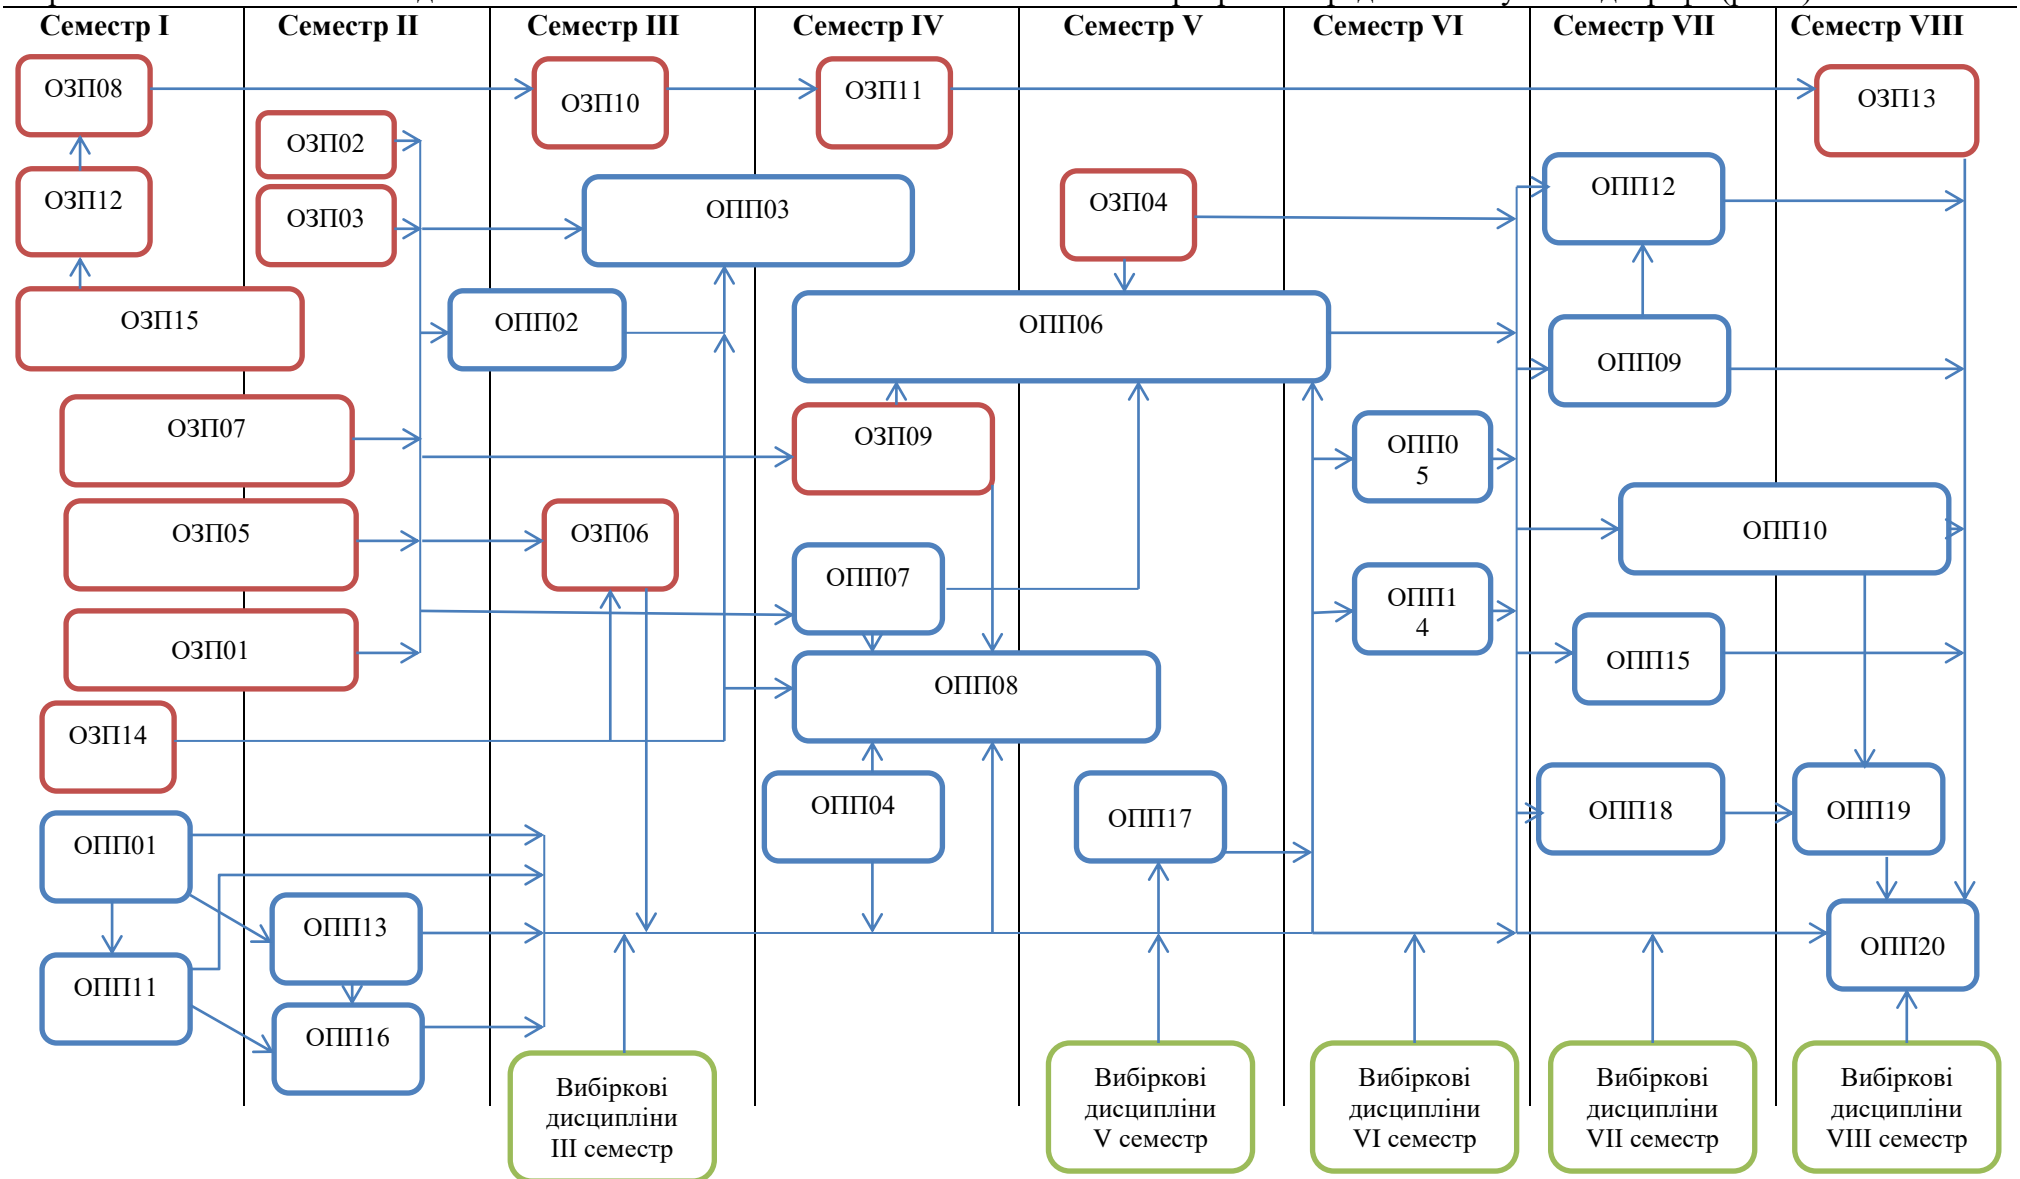 Семестр I
Семестр II
Семестр III
Семестр IV
Семестр V
Семестр VI
Семестр VII
Семестр VIII
ОЗП08
ОЗП10
ОЗП11
ОЗП13
ОЗП02
ОЗП12
ОЗП03
ОПП03
ОЗП04
ОПП12
ОЗП15
ОПП02
ОПП06
ОПП09
ОЗП07
ОЗП09
ОПП0
5
ОЗП05
ОЗП06
ОПП10
ОПП07
ОПП1
4
ОЗП01
ОПП08
ОПП15
ОЗП14
ОПП04
ОПП17
ОПП18
ОПП19
ОПП01
ОПП13
ОПП20
ОПП11
ОПП16
Вибіркові
дисципліни
III семестр
Вибіркові
дисципліни
V семестр
Вибіркові
дисципліни
VI семестр
Вибіркові
дисципліни
VII семестр
Вибіркові
дисципліни
VIII семестр